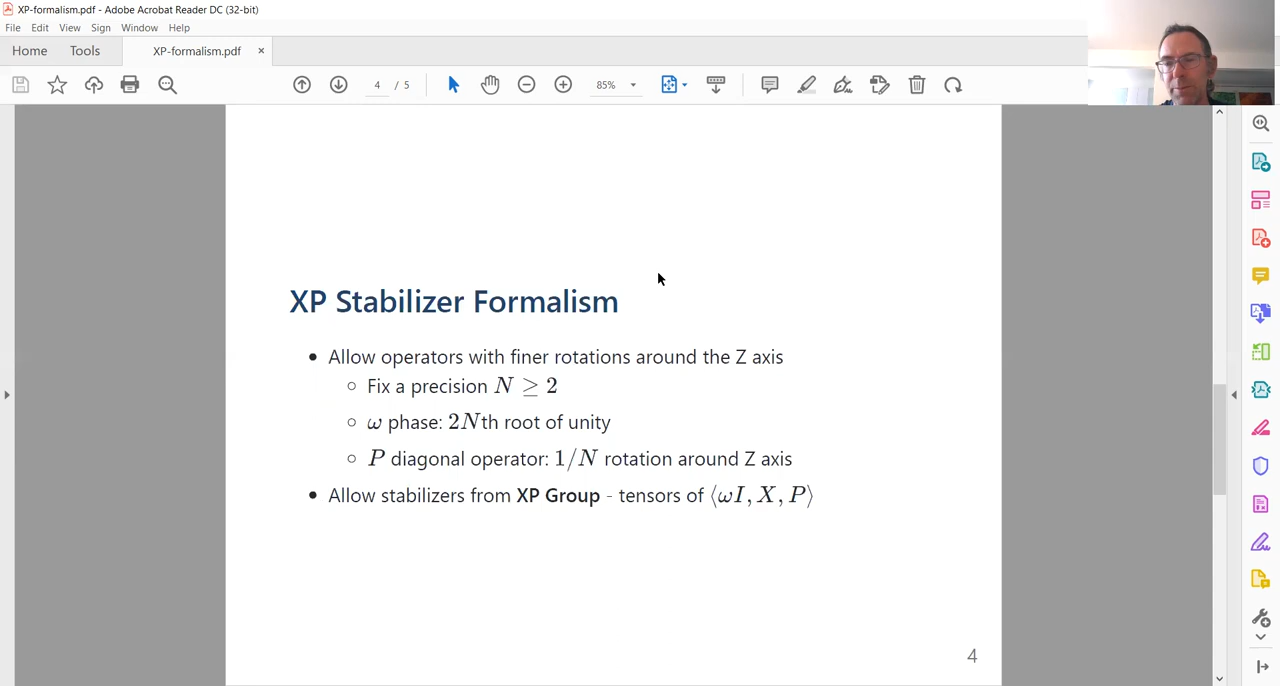 XP-formalism.pdf - Adobe Acrobat Reader DC (32-bit)
File Edit View Sign Window Help
Home Tools XP-formalism.pdf ×
4 / 5 85%
XP Stabilizer Formalism
• Allow operators with finer rotations around the Z axis
○ Fix a precision N ≥ 2
○ ω phase: 2Nth root of unity
○ P diagonal operator: 1/N rotation around Z axis
• Allow stabilizers from XP Group - tensors of ⟨ωI, X, P⟩
4